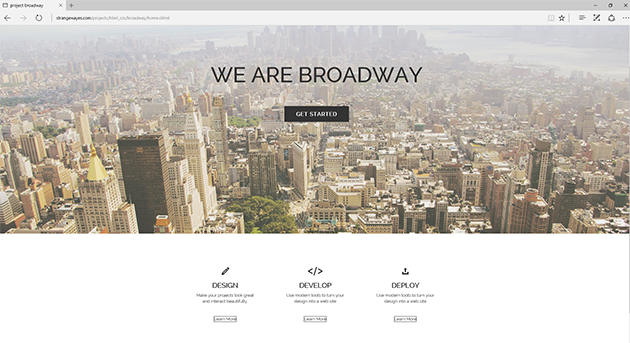 project broadway
strangewayes.com/projects/html_css/broadway/home.shtml
WE ARE BROADWAY
GET STARTED
</>
DESIGN
DEVELOP
DEPLOY
Make your projects look great
and interact beautifully.
Use modern tools to turn your
design into a web site
Use modern tools to turn your
design into a web site
Learn More
Learn More
Learn More